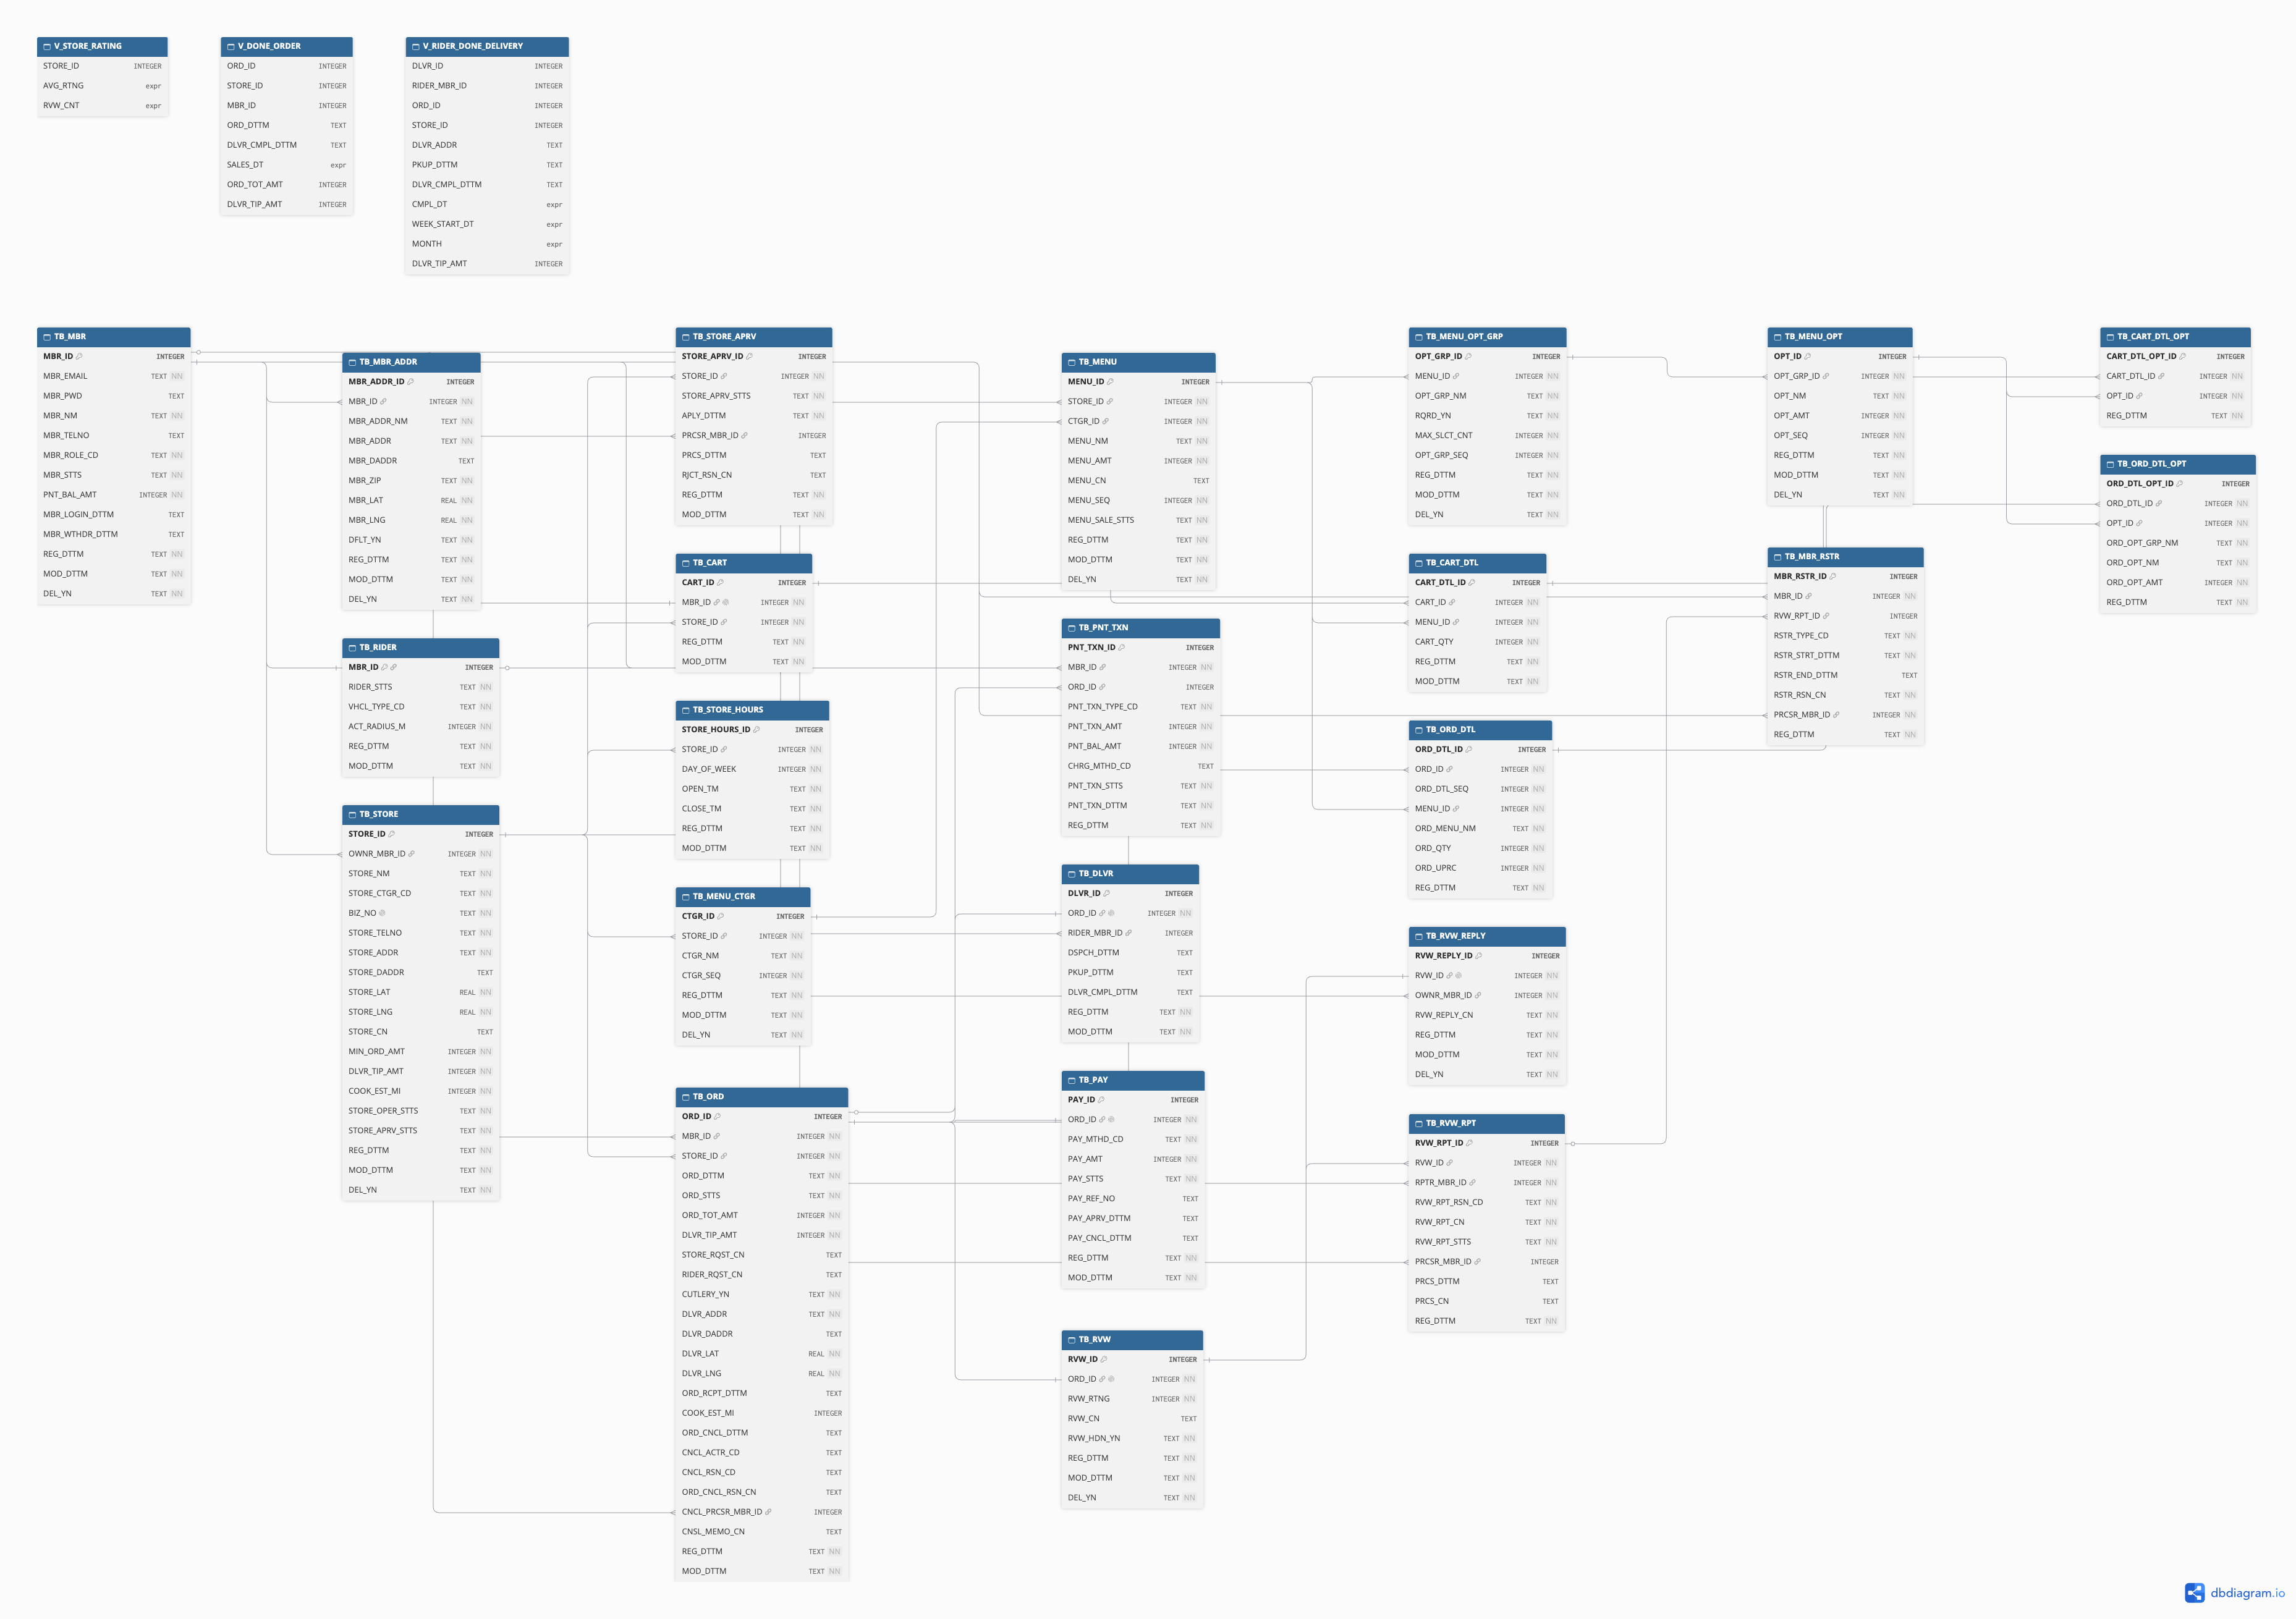 V_STORE_RATING
STORE_ID INTEGER
AVG_RTNG expr
RVW_CNT expr
V_DONE_ORDER
ORD_ID INTEGER
STORE_ID INTEGER
MBR_ID INTEGER
ORD_DTTM TEXT
DLVR_CMPL_DTTM TEXT
SALES_DT expr
ORD_TOT_AMT INTEGER
DLVR_TIP_AMT INTEGER
V_RIDER_DONE_DELIVERY
DLVR_ID INTEGER
RIDER_MBR_ID INTEGER
ORD_ID INTEGER
STORE_ID INTEGER
DLVR_ADDR TEXT
PKUP_DTTM TEXT
DLVR_CMPL_DTTM TEXT
CMPL_DT expr
WEEK_START_DT expr
MONTH expr
DLVR_TIP_AMT INTEGER
TB_MBR
MBR_ID INTEGER
MBR_EMAIL TEXT NN
MBR_PWD TEXT
MBR_NM TEXT NN
MBR_TELNO TEXT
MBR_ROLE_CD TEXT NN
MBR_STTS TEXT NN
PNT_BAL_AMT INTEGER NN
MBR_LOGIN_DTTM TEXT
MBR_WTHDR_DTTM TEXT
REG_DTTM TEXT NN
MOD_DTTM TEXT NN
DEL_YN TEXT NN
TB_MBR_ADDR
MBR_ADDR_ID INTEGER
MBR_ID INTEGER NN
MBR_ADDR_NM TEXT NN
MBR_ADDR TEXT NN
MBR_DADDR TEXT
MBR_ZIP TEXT NN
MBR_LAT REAL NN
MBR_LNG REAL NN
DFLT_YN TEXT NN
REG_DTTM TEXT NN
MOD_DTTM TEXT NN
DEL_YN TEXT NN
TB_RIDER
MBR_ID INTEGER
RIDER_STTS TEXT NN
VHCL_TYPE_CD TEXT NN
ACT_RADIUS_M INTEGER NN
REG_DTTM TEXT NN
MOD_DTTM TEXT NN
TB_STORE
STORE_ID INTEGER
OWNR_MBR_ID INTEGER NN
STORE_NM TEXT NN
STORE_CTGR_CD TEXT NN
BIZ_NO TEXT NN
STORE_TELNO TEXT NN
STORE_ADDR TEXT NN
STORE_DADDR TEXT
STORE_LAT REAL NN
STORE_LNG REAL NN
STORE_CN TEXT
MIN_ORD_AMT INTEGER NN
DLVR_TIP_AMT INTEGER NN
COOK_EST_MI INTEGER NN
STORE_OPER_STTS TEXT NN
STORE_APRV_STTS TEXT NN
REG_DTTM TEXT NN
MOD_DTTM TEXT NN
DEL_YN TEXT NN
TB_STORE_APRV
STORE_APRV_ID INTEGER
STORE_ID INTEGER NN
STORE_APRV_STTS TEXT NN
APLY_DTTM TEXT NN
PRCSR_MBR_ID INTEGER
PRCS_DTTM TEXT
RJCT_RSN_CN TEXT
REG_DTTM TEXT NN
MOD_DTTM TEXT NN
TB_CART
CART_ID INTEGER
MBR_ID INTEGER NN
STORE_ID INTEGER NN
REG_DTTM TEXT NN
MOD_DTTM TEXT NN
TB_STORE_HOURS
STORE_HOURS_ID INTEGER
STORE_ID INTEGER NN
DAY_OF_WEEK INTEGER NN
OPEN_TM TEXT NN
CLOSE_TM TEXT NN
REG_DTTM TEXT NN
MOD_DTTM TEXT NN
TB_MENU_CTGR
CTGR_ID INTEGER
STORE_ID INTEGER NN
CTGR_NM TEXT NN
CTGR_SEQ INTEGER NN
REG_DTTM TEXT NN
MOD_DTTM TEXT NN
DEL_YN TEXT NN
TB_ORD
ORD_ID INTEGER
MBR_ID INTEGER NN
STORE_ID INTEGER NN
ORD_DTTM TEXT NN
ORD_STTS TEXT NN
ORD_TOT_AMT INTEGER NN
DLVR_TIP_AMT INTEGER NN
STORE_RQST_CN TEXT
RIDER_RQST_CN TEXT
CUTLERY_YN TEXT NN
DLVR_ADDR TEXT NN
DLVR_DADDR TEXT
DLVR_LAT REAL NN
DLVR_LNG REAL NN
ORD_RCPT_DTTM TEXT
COOK_EST_MI INTEGER
ORD_CNCL_DTTM TEXT
CNCL_ACTR_CD TEXT
CNCL_RSN_CD TEXT
ORD_CNCL_RSN_CN TEXT
CNCL_PRCSR_MBR_ID INTEGER
CNSL_MEMO_CN TEXT
REG_DTTM TEXT NN
MOD_DTTM TEXT NN
TB_MENU
MENU_ID INTEGER
STORE_ID INTEGER NN
CTGR_ID INTEGER NN
MENU_NM TEXT NN
MENU_AMT INTEGER NN
MENU_CN TEXT
MENU_SEQ INTEGER NN
MENU_SALE_STTS TEXT NN
REG_DTTM TEXT NN
MOD_DTTM TEXT NN
DEL_YN TEXT NN
TB_PNT_TXN
PNT_TXN_ID INTEGER
MBR_ID INTEGER NN
ORD_ID INTEGER
PNT_TXN_TYPE_CD TEXT NN
PNT_TXN_AMT INTEGER NN
PNT_BAL_AMT INTEGER NN
CHRG_MTHD_CD TEXT
PNT_TXN_STTS TEXT NN
PNT_TXN_DTTM TEXT NN
REG_DTTM TEXT NN
TB_DLVR
DLVR_ID INTEGER
ORD_ID INTEGER NN
RIDER_MBR_ID INTEGER
DSPCH_DTTM TEXT
PKUP_DTTM TEXT
DLVR_CMPL_DTTM TEXT
REG_DTTM TEXT NN
MOD_DTTM TEXT NN
TB_PAY
PAY_ID INTEGER
ORD_ID INTEGER NN
PAY_MTHD_CD TEXT NN
PAY_AMT INTEGER NN
PAY_STTS TEXT NN
PAY_REF_NO TEXT
PAY_APRV_DTTM TEXT
PAY_CNCL_DTTM TEXT
REG_DTTM TEXT NN
MOD_DTTM TEXT NN
TB_RVW
RVW_ID INTEGER
ORD_ID INTEGER NN
RVW_RTNG INTEGER NN
RVW_CN TEXT
RVW_HDN_YN TEXT NN
REG_DTTM TEXT NN
MOD_DTTM TEXT NN
DEL_YN TEXT NN
TB_MENU_OPT_GRP
OPT_GRP_ID INTEGER
MENU_ID INTEGER NN
OPT_GRP_NM TEXT NN
RQRD_YN TEXT NN
MAX_SLCT_CNT INTEGER NN
OPT_GRP_SEQ INTEGER NN
REG_DTTM TEXT NN
MOD_DTTM TEXT NN
DEL_YN TEXT NN
TB_CART_DTL
CART_DTL_ID INTEGER
CART_ID INTEGER NN
MENU_ID INTEGER NN
CART_QTY INTEGER NN
REG_DTTM TEXT NN
MOD_DTTM TEXT NN
TB_ORD_DTL
ORD_DTL_ID INTEGER
ORD_ID INTEGER NN
ORD_DTL_SEQ INTEGER NN
MENU_ID INTEGER NN
ORD_MENU_NM TEXT NN
ORD_QTY INTEGER NN
ORD_UPRC INTEGER NN
REG_DTTM TEXT NN
TB_RVW_REPLY
RVW_REPLY_ID INTEGER
RVW_ID INTEGER NN
OWNR_MBR_ID INTEGER NN
RVW_REPLY_CN TEXT NN
REG_DTTM TEXT NN
MOD_DTTM TEXT NN
DEL_YN TEXT NN
TB_RVW_RPT
RVW_RPT_ID INTEGER
RVW_ID INTEGER NN
RPTR_MBR_ID INTEGER NN
RVW_RPT_RSN_CD TEXT NN
RVW_RPT_CN TEXT NN
RVW_RPT_STTS TEXT NN
PRCSR_MBR_ID INTEGER
PRCS_DTTM TEXT
PRCS_CN TEXT
REG_DTTM TEXT NN
TB_MENU_OPT
OPT_ID INTEGER
OPT_GRP_ID INTEGER NN
OPT_NM TEXT NN
OPT_AMT INTEGER NN
OPT_SEQ INTEGER NN
REG_DTTM TEXT NN
MOD_DTTM TEXT NN
DEL_YN TEXT NN
TB_MBR_RSTR
MBR_RSTR_ID INTEGER
MBR_ID INTEGER NN
RVW_RPT_ID INTEGER
RSTR_TYPE_CD TEXT NN
RSTR_STRT_DTTM TEXT NN
RSTR_END_DTTM TEXT
RSTR_RSN_CN TEXT NN
PRCSR_MBR_ID INTEGER NN
REG_DTTM TEXT NN
TB_CART_DTL_OPT
CART_DTL_OPT_ID INTEGER
CART_DTL_ID INTEGER NN
OPT_ID INTEGER NN
REG_DTTM TEXT NN
TB_ORD_DTL_OPT
ORD_DTL_OPT_ID INTEGER
ORD_DTL_ID INTEGER NN
OPT_ID INTEGER NN
ORD_OPT_GRP_NM TEXT NN
ORD_OPT_NM TEXT NN
ORD_OPT_AMT INTEGER NN
REG_DTTM TEXT NN
dbdiagram.io